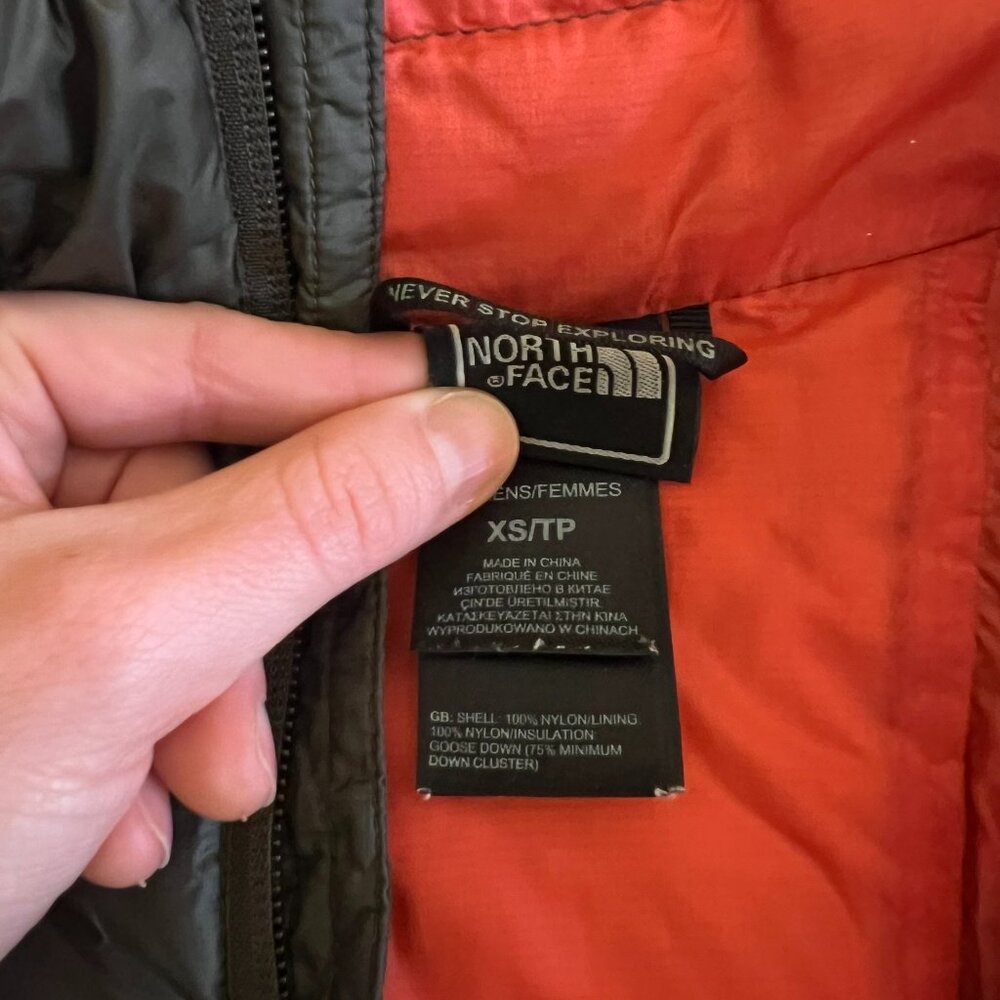 NEVER STOP EXPLORING
NORTH
®FACE
ENS/FEMMES
XS/TP
MADE IN CHINA
FABRIQUÉ EN CHINE
ИЗГОТОВЛЕНО В КИТАЕ
ÇIN'DE ÜRETILMIŞTIR
ΚΑΤΑΣΚΕΥΑΖΕΤΑΙ ΣΤΗΝ ΚΙΝΑ
WYPRODUKOWANO W CHINACH
GB: SHELL: 100% NYLON/LINING:
100% NYLON/INSULATION:
GOOSE DOWN (75% MINIMUM
DOWN CLUSTER)